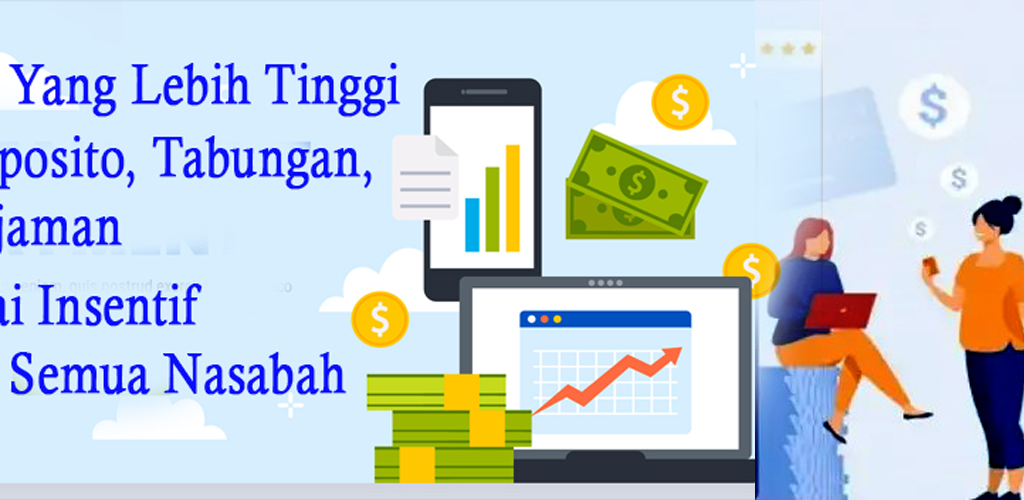 Yang Lebih Tinggi
posito, Tabungan,
jaman
ai Insentif
Semua Nasabah